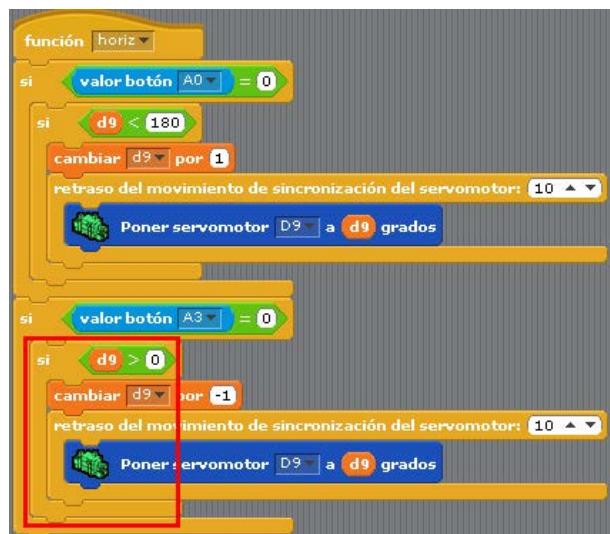 función horiz
si valor botón A0 = 0
si d9 < 180
cambiar d9 por 1
retraso del movimiento de sincronización del servomotor: 10
Poner servomotor D9 a d9 grados
si valor botón A3 = 0
si d9 > 0
cambiar d9 por -1
retraso del movimiento de sincronización del servomotor: 10
Poner servomotor D9 a d9 grados